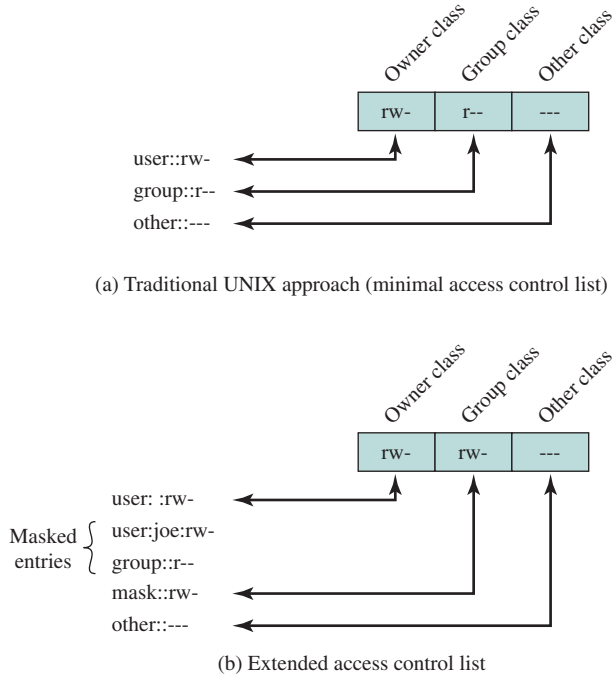 Owner class
Group class
Other class
rw- r-- ---
user::rw-
group::r--
other::---
(a) Traditional UNIX approach (minimal access control list)
Owner class
Group class
Other class
rw- rw- ---
user: :rw-
Masked
entries
user:joe:rw-
group::r--
mask::rw-
other::---
(b) Extended access control list